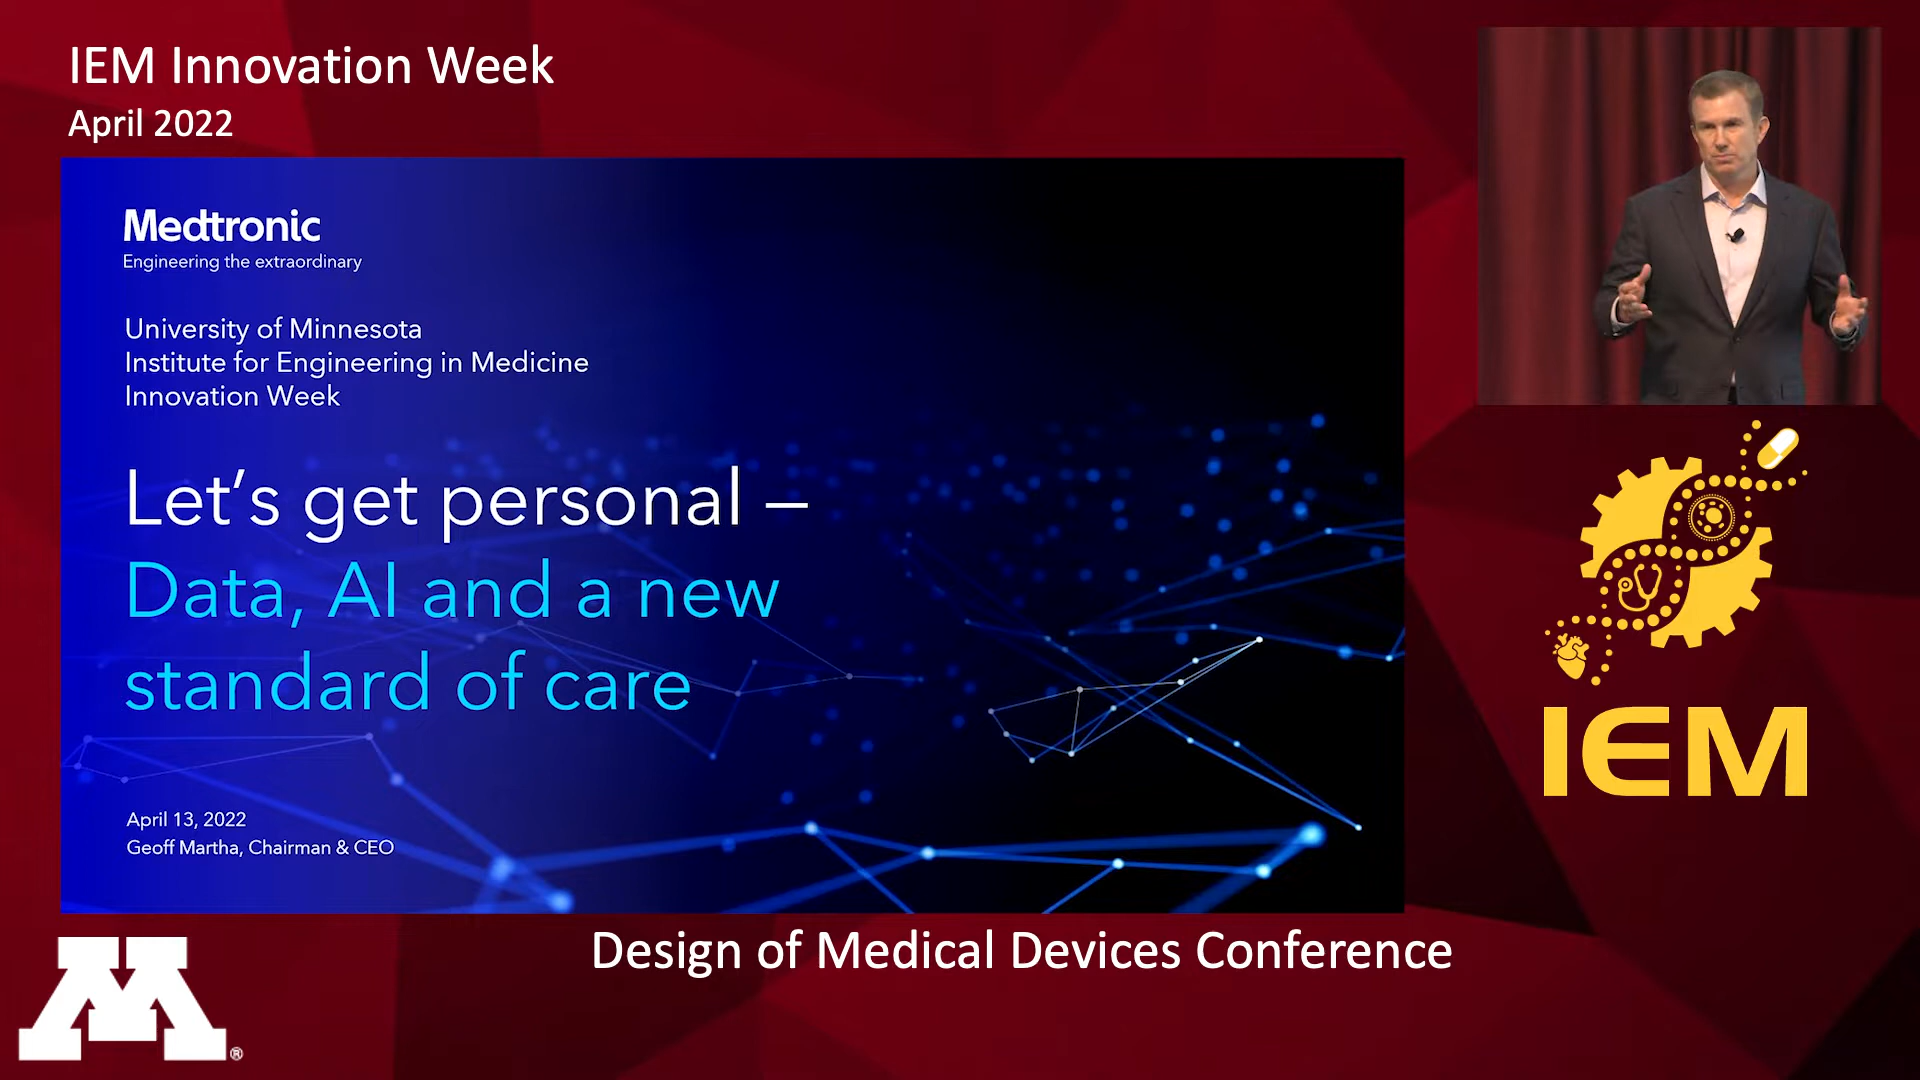 IEM Innovation Week
April 2022
Medtronic
Engineering the extraordinary
University of Minnesota
Institute for Engineering in Medicine
Innovation Week
Let's get personal –
Data, AI and a new
standard of care
April 13, 2022
Geoff Martha, Chairman & CEO
IEM
Design of Medical Devices Conference
M®